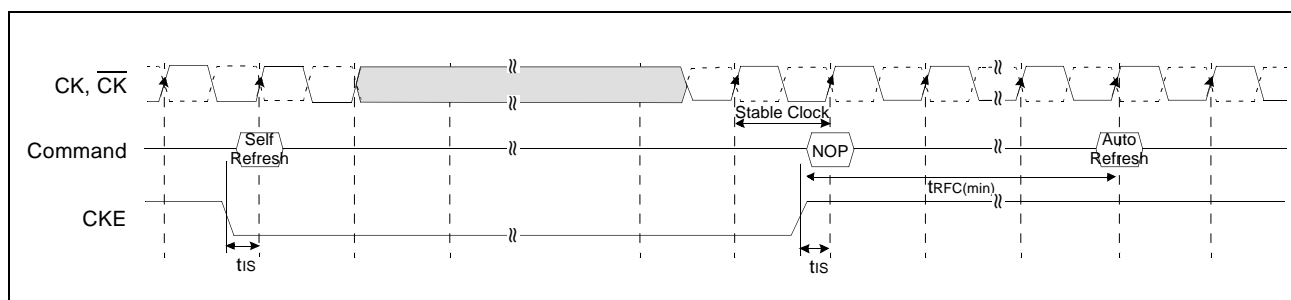 CK, CK
Stable Clock
Command
Self
Refresh
NOP
Auto
Refresh
tRFC(min)
CKE
tIS
tIS